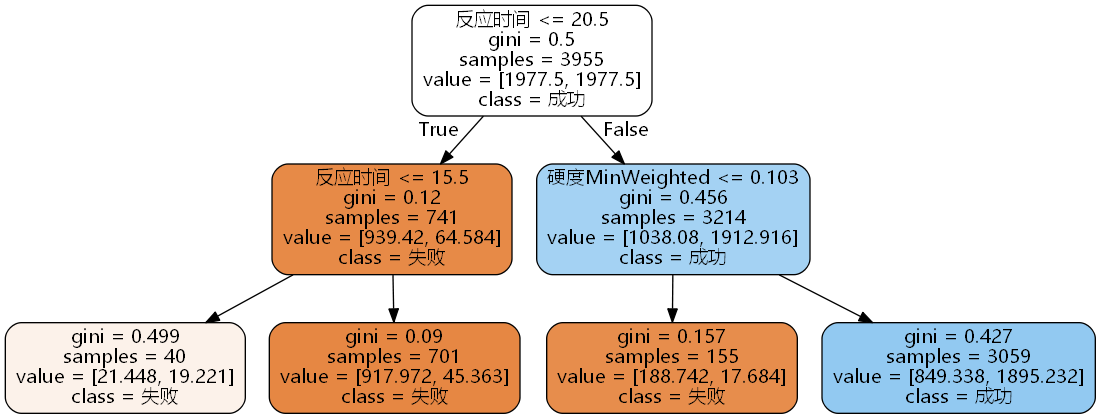 反应时间 <= 20.5
gini = 0.5
samples = 3955
value = [1977.5, 1977.5]
class = 成功
True
False
反应时间 <= 15.5
gini = 0.12
samples = 741
value = [939.42, 64.584]
class = 失败
硬度MinWeighted <= 0.103
gini = 0.456
samples = 3214
value = [1038.08, 1912.916]
class = 成功
gini = 0.499
samples = 40
value = [21.448, 19.221]
class = 失败
gini = 0.09
samples = 701
value = [917.972, 45.363]
class = 失败
gini = 0.157
samples = 155
value = [188.742, 17.684]
class = 失败
gini = 0.427
samples = 3059
value = [849.338, 1895.232]
class = 成功